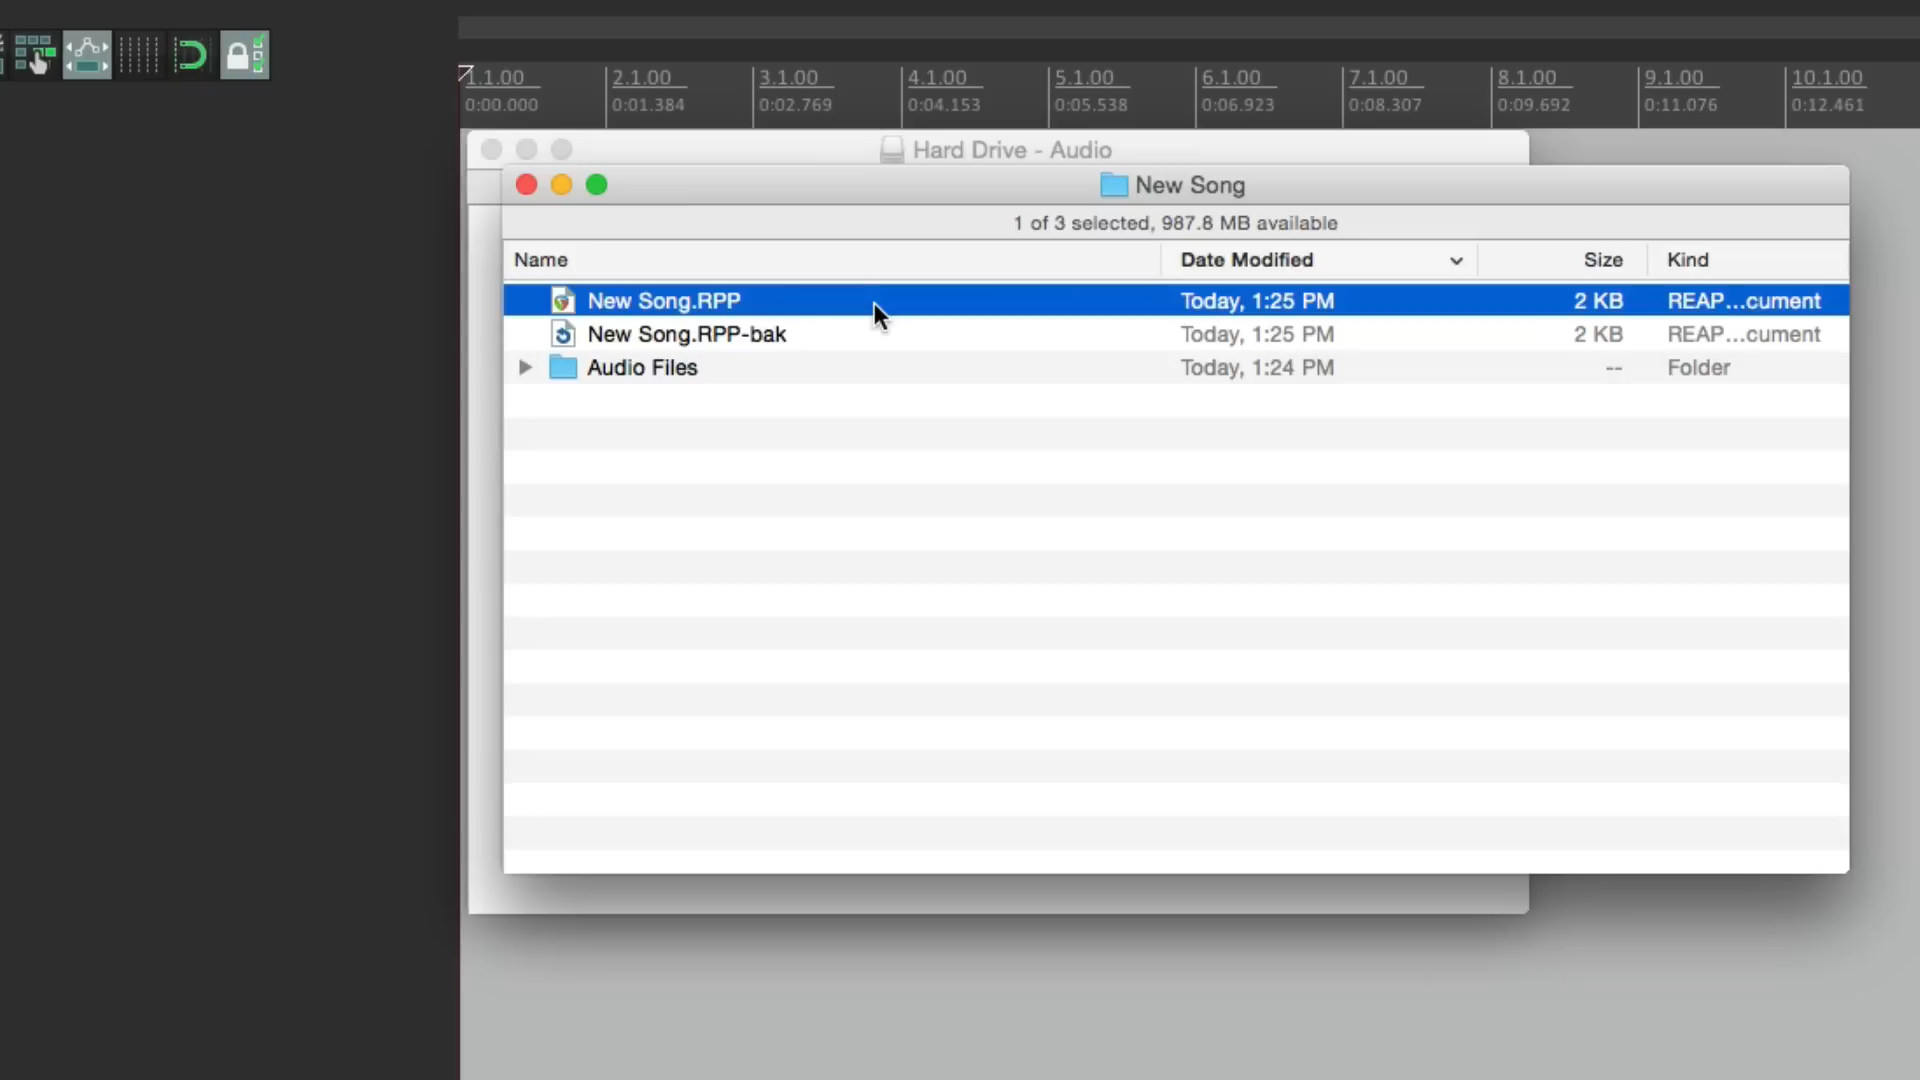 1.1.00 2.1.00 3.1.00 4.1.00 5.1.00 6.1.00 7.1.00 8.1.00 9.1.00 10.1.00
0:00.000 0:01.384 0:02.769 0:04.153 0:05.538 0:06.923 0:08.307 0:09.692 0:11.076 0:12.461
Hard Drive - Audio
New Song
1 of 3 selected, 987.8 MB available
Name Date Modified Size Kind
New Song.RPP Today, 1:25 PM 2 KB REAP...cument
New Song.RPP-bak Today, 1:25 PM 2 KB REAP...cument
Audio Files Today, 1:24 PM -- Folder